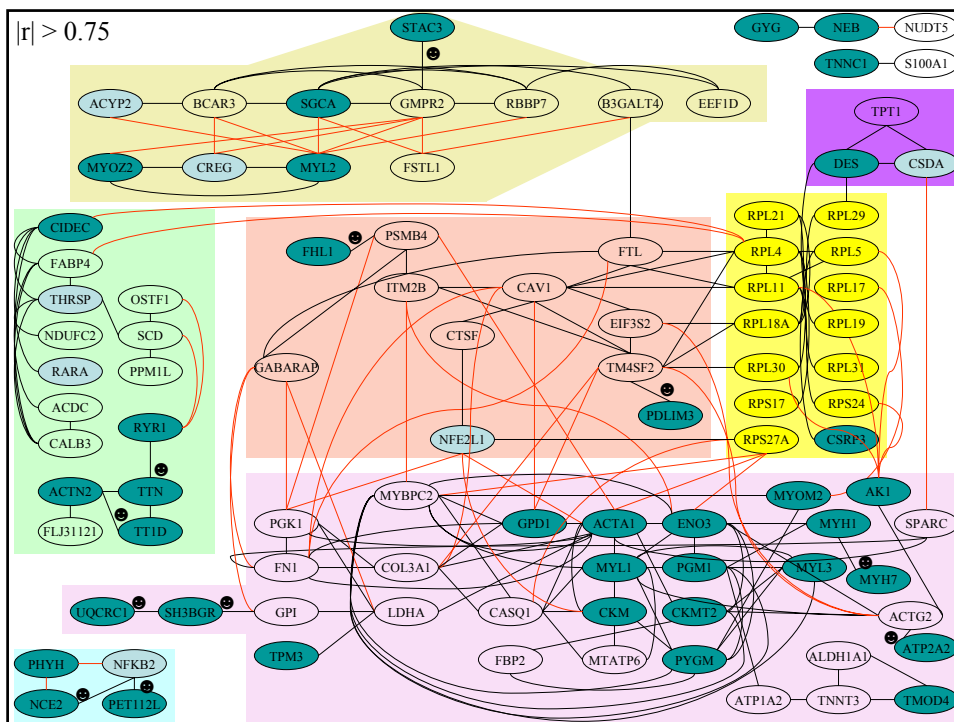 |r| > 0.75
STAC3
GYG NEB NUDT5
TNNC1 S100A1
ACYP2 BCAR3 SGCA GMPR2 RBBP7 B3GALT4 EEF1D
TPT1
MYOZ2 CREG MYL2 FSTL1
DES CSDA
RPL21 RPL29
CIDEC
FHL1 PSMB4 FTL RPL4 RPL5
FABP4
THRSP OSTF1
ITM2B CAV1 RPL11 RPL17
NDUFC2 SCD
CTSF EIF3S2 RPL18A RPL19
RARA PPM1L
GABARAP TM4SF2 RPL30 RPL31
ACDC
RYR1
PDLIM3 RPS17 RPS24
CALB3
NFE2L1 RPS27A CSRP3
ACTN2 TTN
MYBPC2 MYOM2 AK1
FLJ31121 TT1D
PGK1 GPD1 ACTA1 ENO3 MYH1 SPARC
FN1 COL3A1 MYL1 PGM1 MYL3 MYH7
UQCRC1 SH3BGR GPI LDHA CASQ1 CKM CKMT2 ACTG2
TPM3 FBP2 MTATP6 PYGM ALDH1A1 ATP2A2
PHYH NFKB2
NCE2 PET112L
ATP1A2 TNNT3 TMOD4